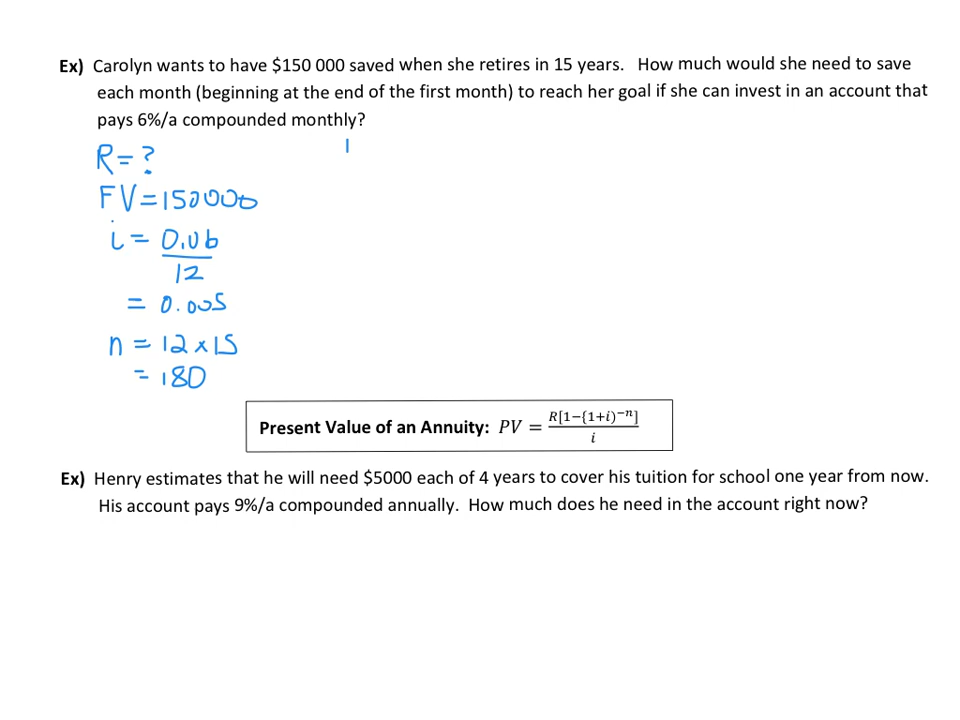 Ex) Carolyn wants to have $150 000 saved when she retires in 15 years. How much would she need to save
each month (beginning at the end of the first month) to reach her goal if she can invest in an account that
pays 6%/a compounded monthly?
R = ?
FV = 150000
i = 0.06
12
= 0.005
n = 12 x 15
= 180
Present Value of an Annuity: PV = R[1−(1+i)⁻ⁿ]
i
Ex) Henry estimates that he will need $5000 each of 4 years to cover his tuition for school one year from now.
His account pays 9%/a compounded annually. How much does he need in the account right now?